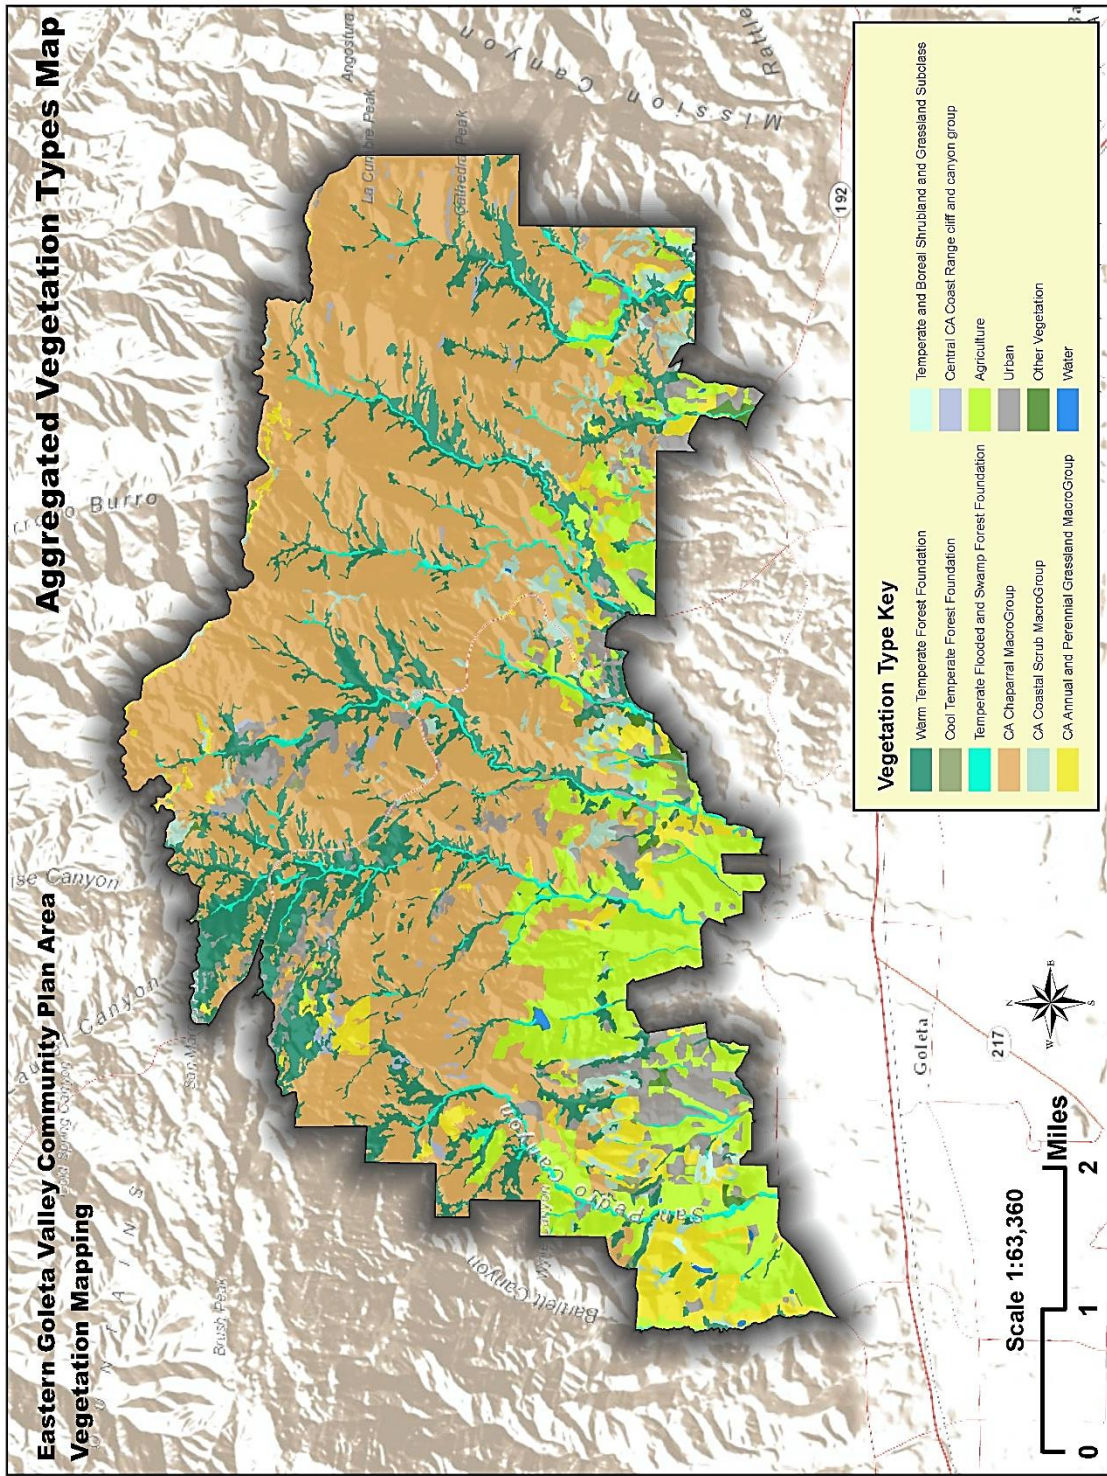 Eastern Goleta Valley Community Plan Area
Vegetation Mapping
Aggregated Vegetation Types Map
Angostura
La Cumbre Peak
Cathedral Peak
Mission Canyon
Rattle
192
Burro
ise Canyon
Canyon
Brush Peak
Bartlett Canyon
San Pedro Canyon
Goleta
217
N
W
S
Scale 1:63,360
0
1
2
Miles
Vegetation Type Key
Warm Temperate Forest Foundation
Cool Temperate Forest Foundation
Temperate Flooded and Swamp Forest Foundation
CA Chaparral MacroGroup
CA Coastal Scrub MacroGroup
CA Annual and Perennial Grassland MacroGroup
Temperate and Boreal Shrubland and Grassland Subclass
Central CA Coast Range cliff and canyon group
Agriculture
Urban
Other Vegetation
Water